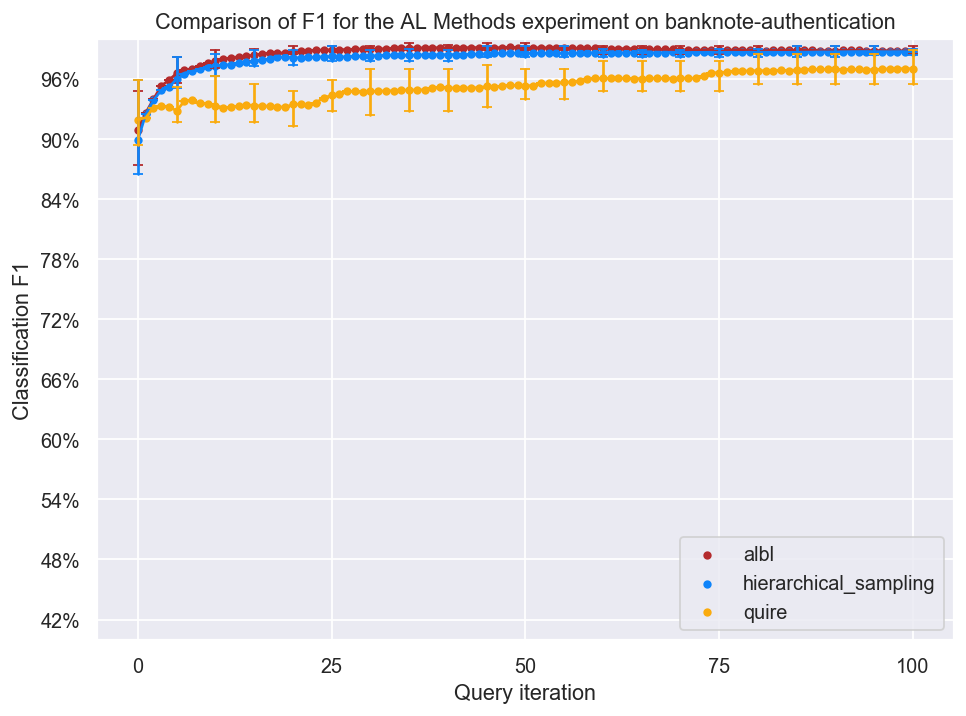 Comparison of F1 for the AL Methods experiment on banknote-authentication
96%
90%
84%
78%
72%
66%
60%
54%
48%
42%
Classification F1
albl
hierarchical_sampling
quire
0 25 50 75 100
Query iteration